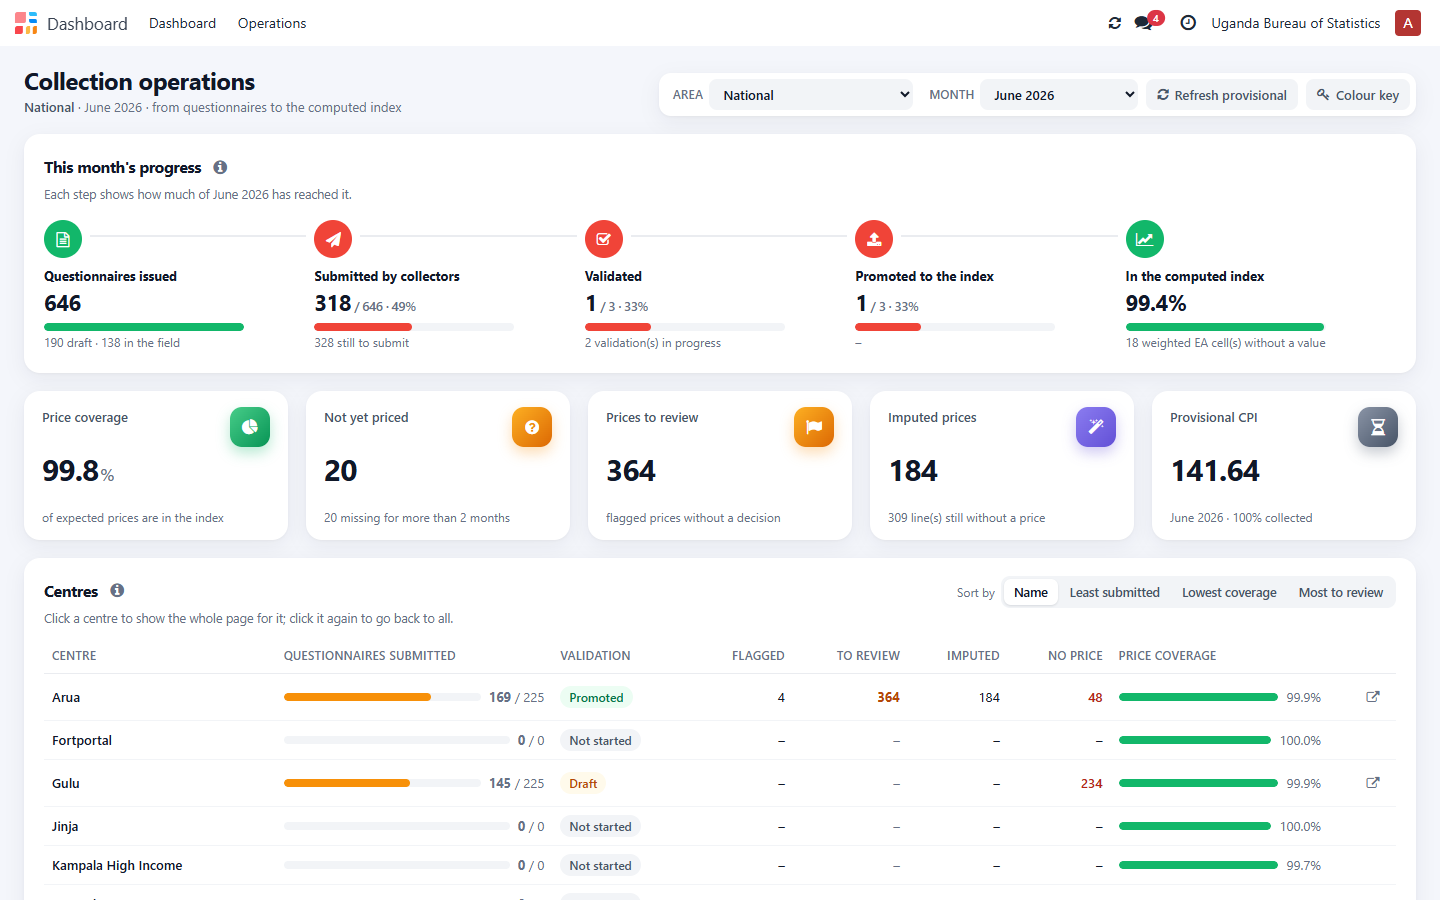 Dashboard Dashboard Operations 4 Uganda Bureau of Statistics A
Collection operations
National · June 2026 · from questionnaires to the computed index
AREA National MONTH June 2026 Refresh provisional Colour key
This month's progress
Each step shows how much of June 2026 has reached it.
Questionnaires issued
646
190 draft · 138 in the field
Submitted by collectors
318 / 646 · 49%
328 still to submit
Validated
1 / 3 · 33%
2 validation(s) in progress
Promoted to the index
1 / 3 · 33%
–
In the computed index
99.4%
18 weighted EA cell(s) without a value
Price coverage
99.8%
of expected prices are in the index
Not yet priced
20
20 missing for more than 2 months
Prices to review
364
flagged prices without a decision
Imputed prices
184
309 line(s) still without a price
Provisional CPI
141.64
June 2026 · 100% collected
Centres
Click a centre to show the whole page for it; click it again to go back to all.
Sort by Name Least submitted Lowest coverage Most to review
CENTRE QUESTIONNAIRES SUBMITTED VALIDATION FLAGGED TO REVIEW IMPUTED NO PRICE PRICE COVERAGE
Arua 169 / 225 Promoted 4 364 184 48 99.9%
Fortportal 0 / 0 Not started – – – – 100.0%
Gulu 145 / 225 Draft – – – 234 99.9%
Jinja 0 / 0 Not started – – – – 100.0%
Kampala High Income 0 / 0 Not started – – – – 99.7%